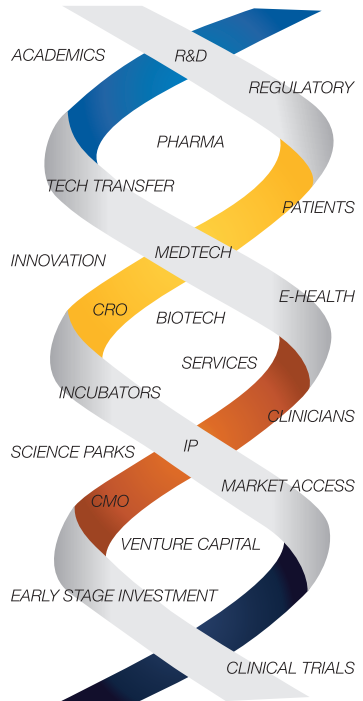 ACADEMICS
R&D
REGULATORY
PHARMA
TECH TRANSFER
PATIENTS
MEDTECH
INNOVATION
E-HEALTH
CRO
BIOTECH
SERVICES
INCUBATORS
CLINICIANS
IP
SCIENCE PARKS
MARKET ACCESS
CMO
VENTURE CAPITAL
EARLY STAGE INVESTMENT
CLINICAL TRIALS